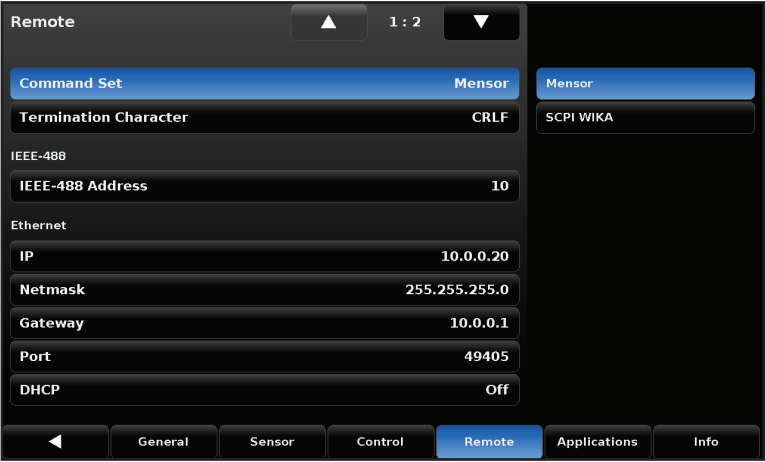 Remote
1 : 2
Command Set Mensor
Mensor
Termination Character CRLF
SCPI WIKA
IEEE-488
IEEE-488 Address 10
Ethernet
IP 10.0.0.20
Netmask 255.255.255.0
Gateway 10.0.0.1
Port 49405
DHCP Off
General Sensor Control Remote Applications Info